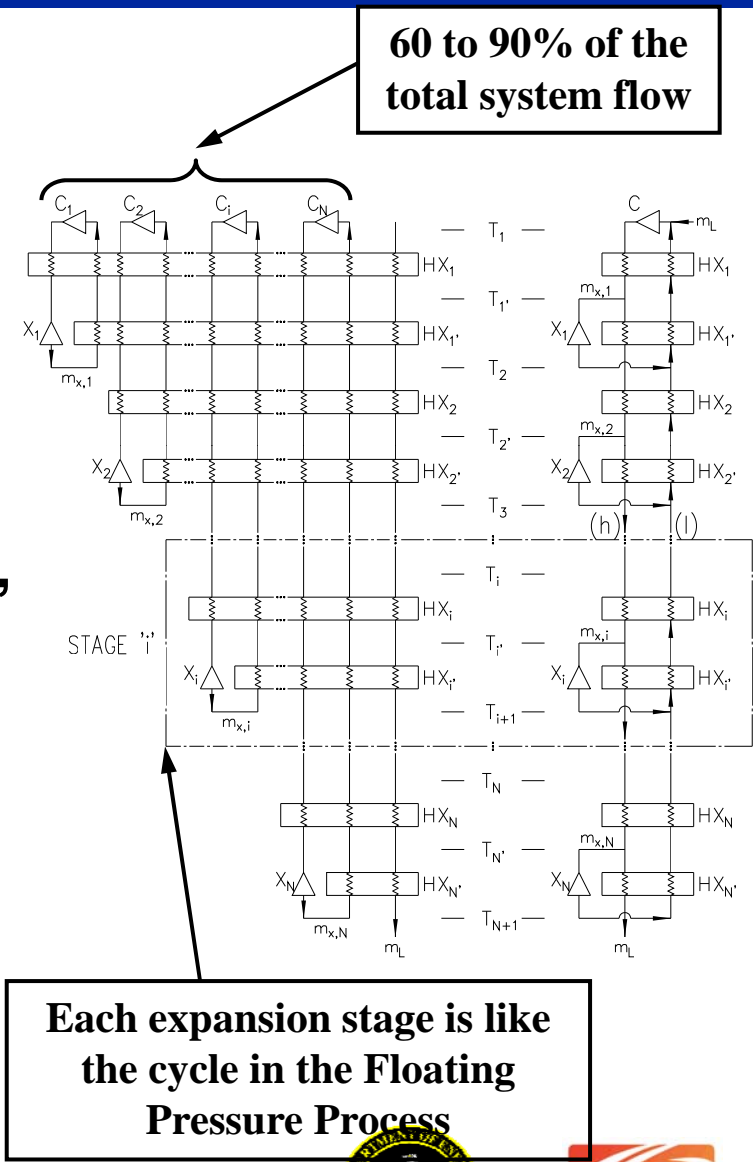 60 to 90% of the
total system flow
C1 C2 Ci CN T1 C mL
HX1 HX1
T1' mx,1
X1 HX1' X1 HX1'
mx,1 T2
HX2 HX2
T2' mx,2
X2 HX2' X2 HX2'
mx,2 T3 (h) (l)
,
Ti
HXi HXi
STAGE 'i' Ti' mx,i
Xi HXi' Xi HXi'
mx,i Ti+1
TN
HXN HXN
TN' mx,N
XN HXN' XN HXN'
mx,N mL TN+1 mL
Each expansion stage is like
the cycle in the Floating
Pressure Process